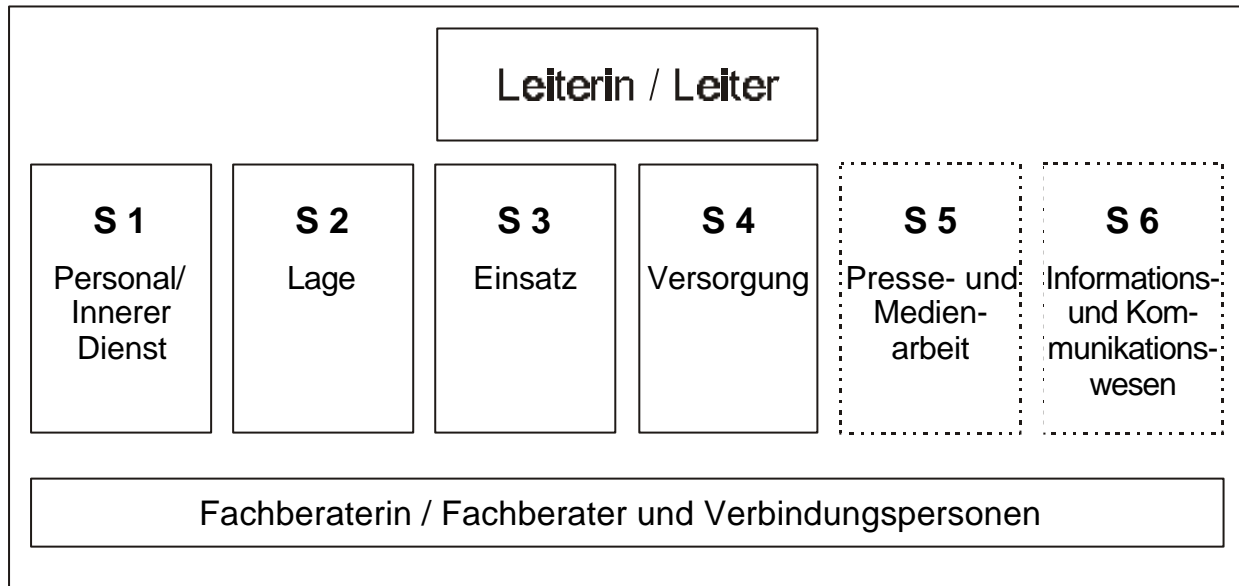 Leiterin / Leiter
S 1
Personal/
Innerer
Dienst
S 2
Lage
S 3
Einsatz
S 4
Versorgung
S 5
Presse- und
Medien-
arbeit
S 6
Informations-
und Kom-
munikations-
wesen
Fachberaterin / Fachberater und Verbindungspersonen